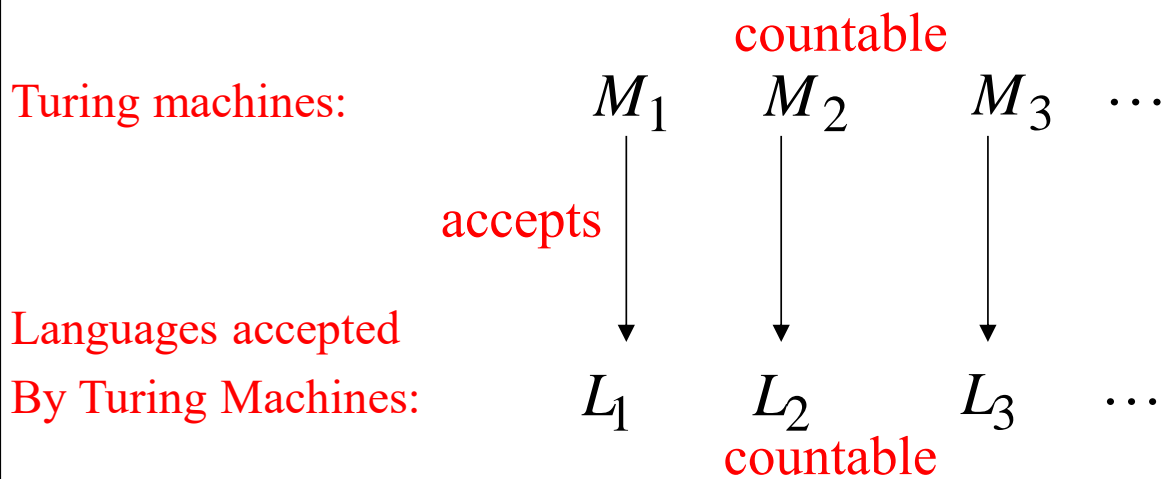 countable
Turing machines: M1 M2 M3 ⋯
accepts
Languages accepted
By Turing Machines: L1 L2 L3 ⋯
countable